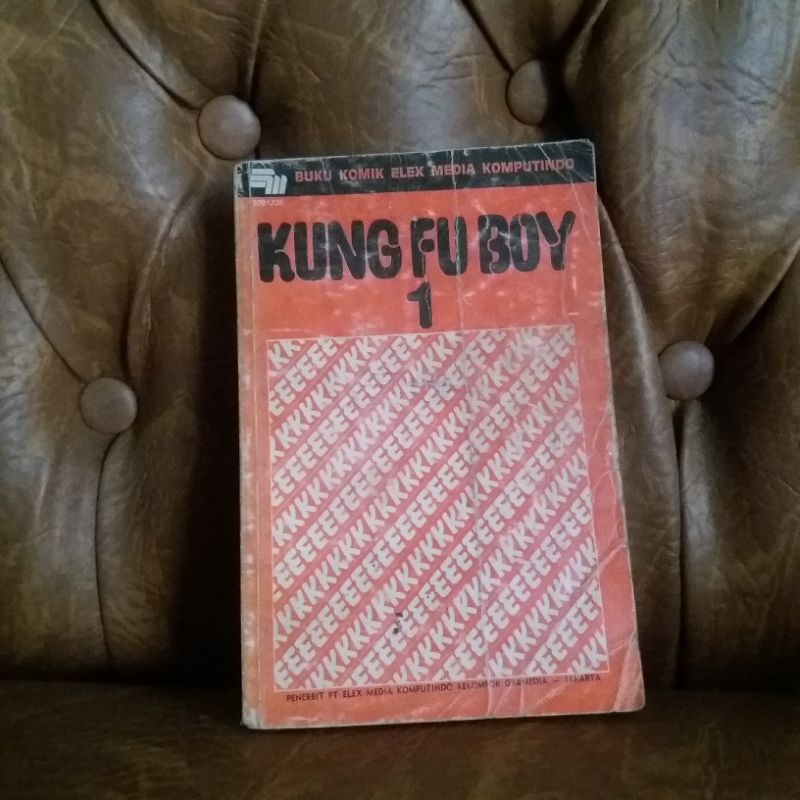 BUKU KOMIK ELEX MEDIA KOMPUTINDO
KUNG FU BOY
1
PENERBIT PT ELEX MEDIA KOMPUTINDO KELOMPOK GRAMEDIA — JAKARTA